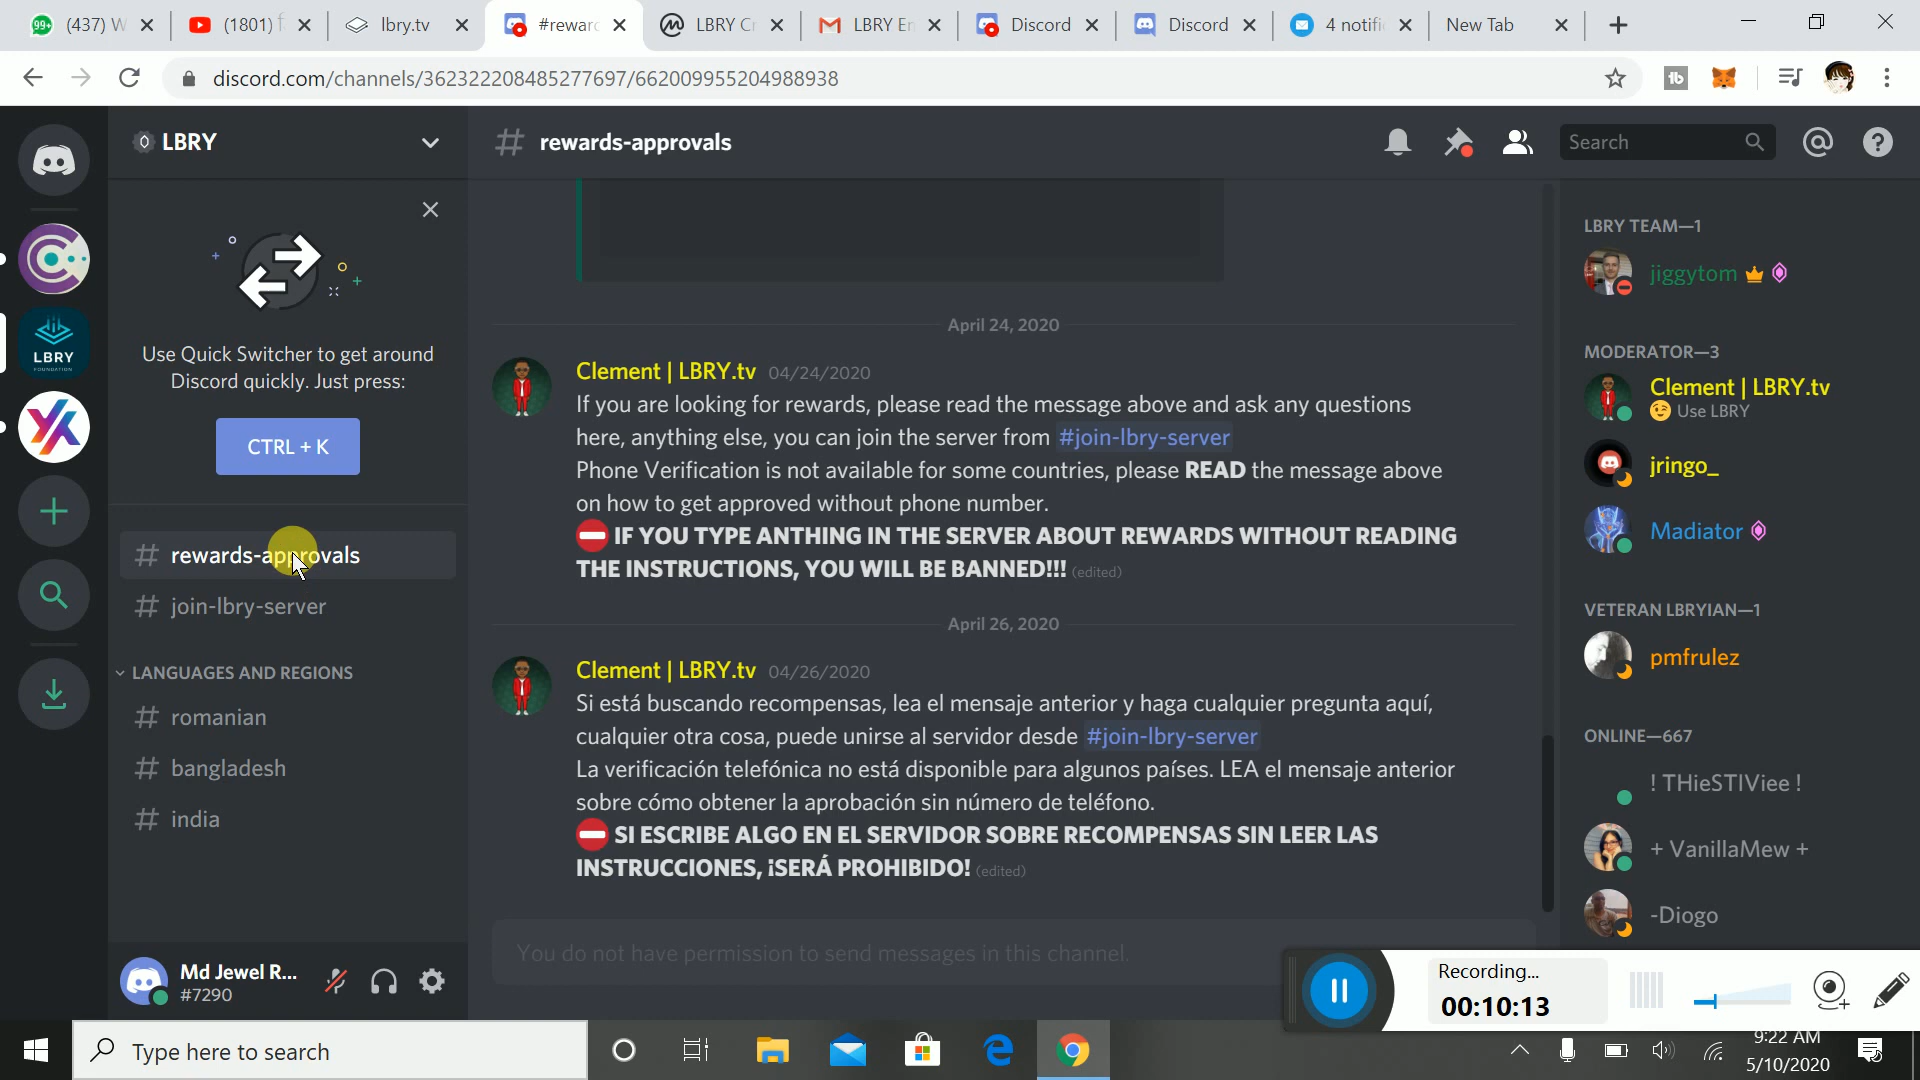 (437) W
(1801) f
lbry.tv
#rewarc
LBRY Cr
LBRY En
Discord
Discord
4 notific
New Tab
discord.com/channels/362322208485277697/662009955204988938
LBRY
rewards-approvals
Search
Use Quick Switcher to get around
Discord quickly. Just press:
CTRL + K
rewards-approvals
join-lbry-server
LANGUAGES AND REGIONS
romanian
bangladesh
india
LBRY
FOUNDATION
Md Jewel R...
#7290
April 24, 2020
Clement | LBRY.tv 04/24/2020
If you are looking for rewards, please read the message above and ask any questions
here, anything else, you can join the server from #join-lbry-server
Phone Verification is not available for some countries, please READ the message above
on how to get approved without phone number.
IF YOU TYPE ANTHING IN THE SERVER ABOUT REWARDS WITHOUT READING
THE INSTRUCTIONS, YOU WILL BE BANNED!!! (edited)
April 26, 2020
Clement | LBRY.tv 04/26/2020
Si está buscando recompensas, lea el mensaje anterior y haga cualquier pregunta aquí,
cualquier otra cosa, puede unirse al servidor desde #join-lbry-server
La verificación telefónica no está disponible para algunos países. LEA el mensaje anterior
sobre cómo obtener la aprobación sin número de teléfono.
SI ESCRIBE ALGO EN EL SERVIDOR SOBRE RECOMPENSAS SIN LEER LAS
INSTRUCCIONES, ¡SERÁ PROHIBIDO! (edited)
You do not have permission to send messages in this channel.
LBRY TEAM—1
jiggytom
MODERATOR—3
Clement | LBRY.tv
Use LBRY
jringo_
Madiator
VETERAN LBRYIAN—1
pmfrulez
ONLINE—667
! THieSTIViee !
+ VanillaMew +
-Diogo
Recording...
00:10:13
Type here to search
9:22 AM
5/10/2020